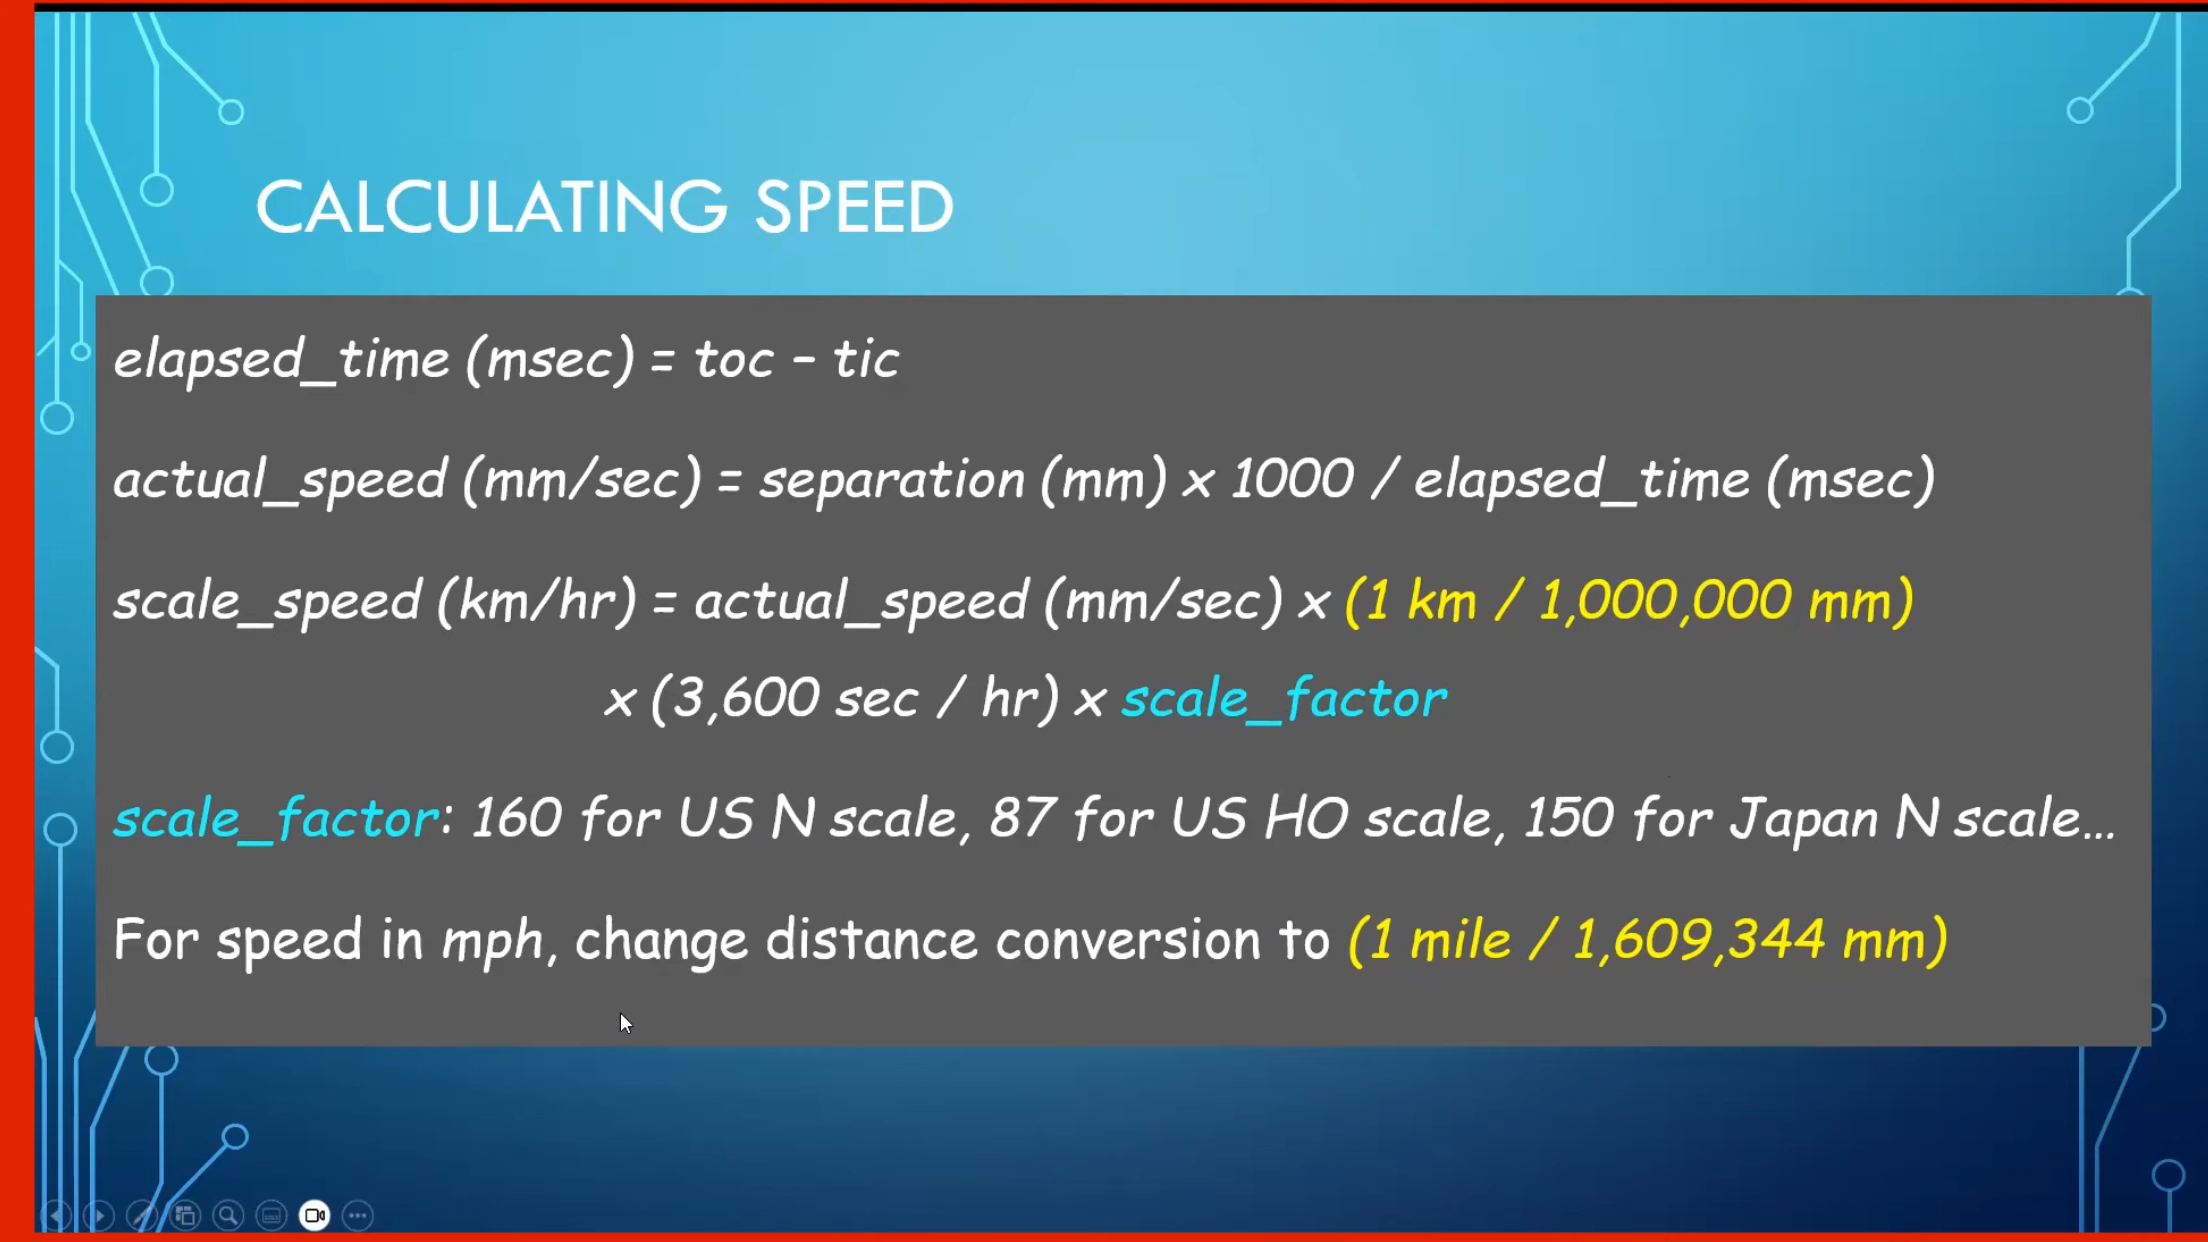 CALCULATING SPEED
elapsed_time (msec) = toc – tic
actual_speed (mm/sec) = separation (mm) x 1000 / elapsed_time (msec)
scale_speed (km/hr) = actual_speed (mm/sec) x (1 km / 1,000,000 mm)
x (3,600 sec / hr) x scale_factor
scale_factor: 160 for US N scale, 87 for US HO scale, 150 for Japan N scale...
For speed in mph, change distance conversion to (1 mile / 1,609,344 mm)